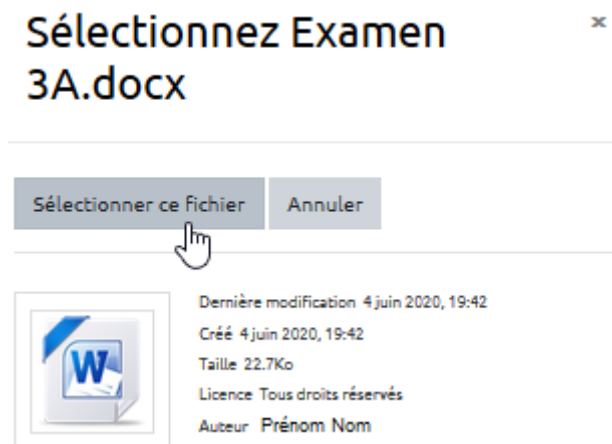 Sélectionnez Examen
3A.docx
×
Sélectionner ce fichier
Annuler
W
Dernière modification 4 juin 2020, 19:42
Créé 4 juin 2020, 19:42
Taille 22.7Ko
Licence Tous droits réservés
Auteur Prénom Nom